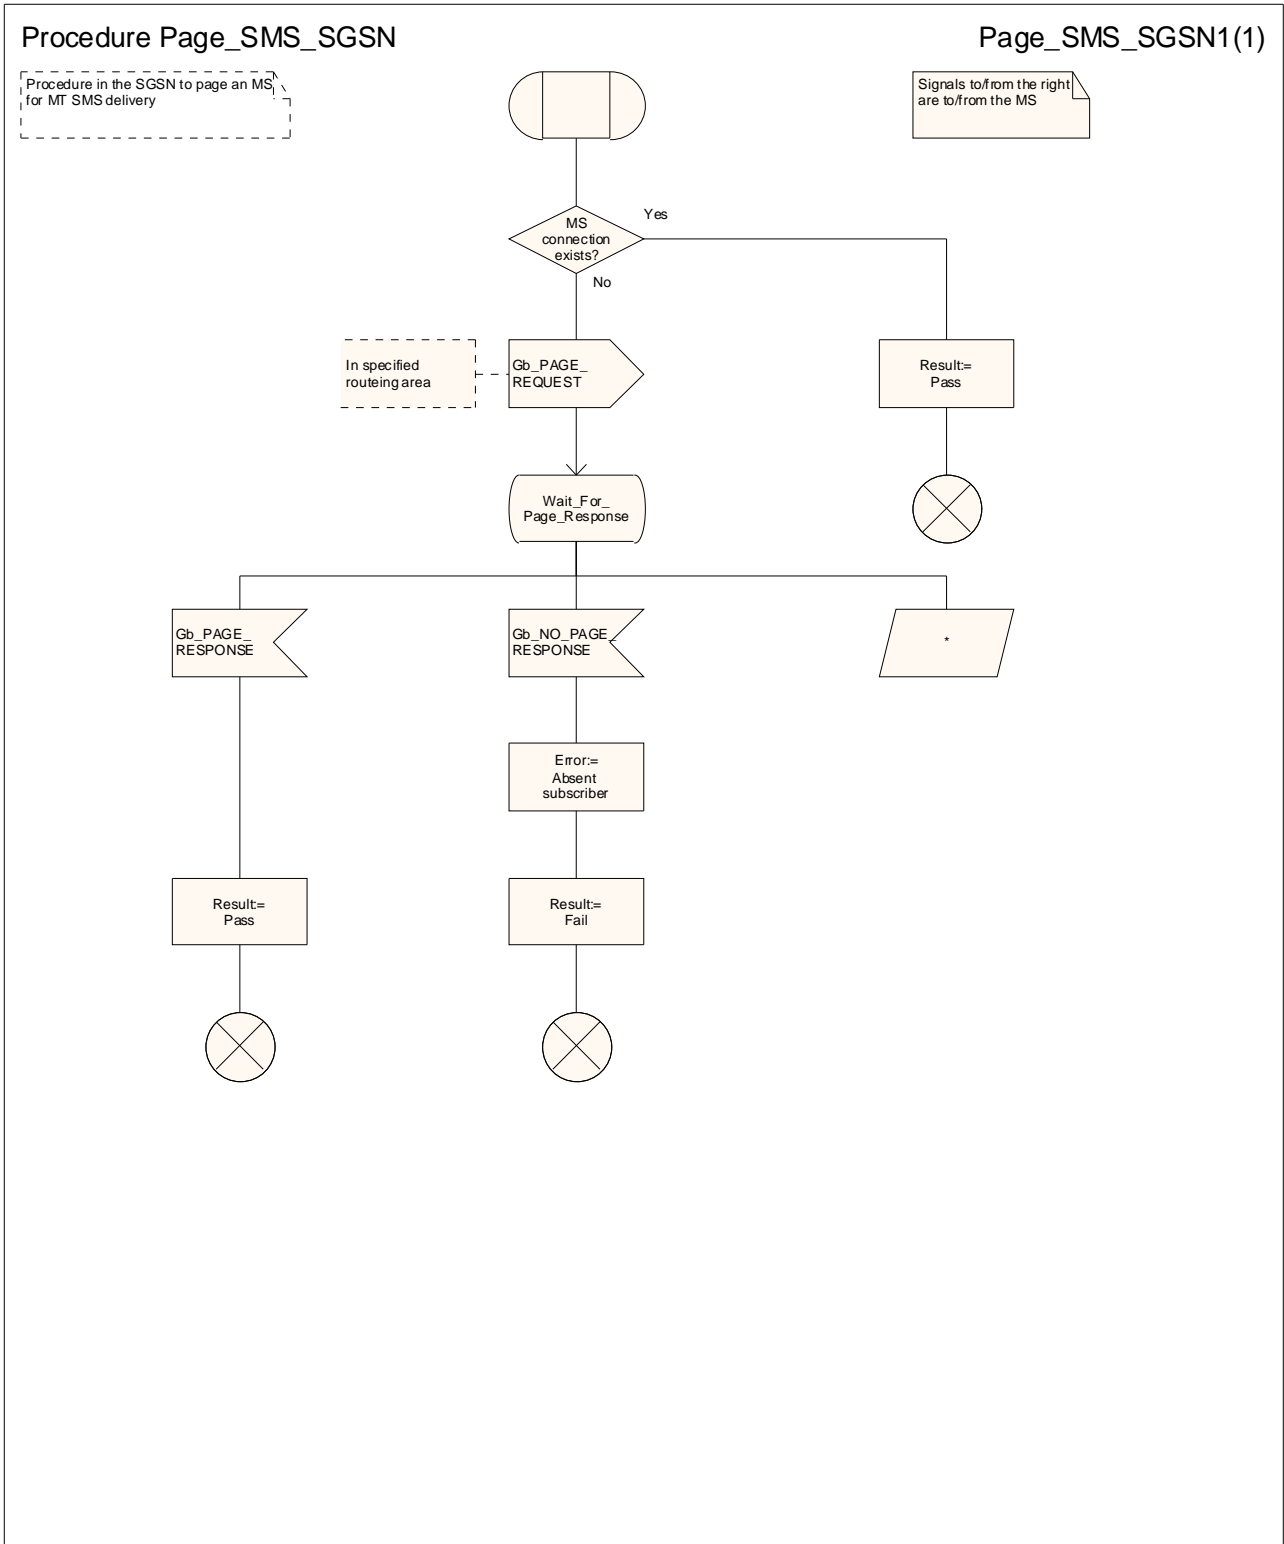 Procedure Page_SMS_SGSN
Page_SMS_SGSN1(1)
Procedure in the SGSN to page an MS
for MT SMS delivery
Signals to/from the right
are to/from the MS
MS
connection
exists?
Yes
No
In specified
routeing area
Gb_PAGE_
REQUEST
Result:=
Pass
Wait_For_
Page_Response
Gb_PAGE_
RESPONSE
Gb_NO_PAGE_
RESPONSE
*
Error:=
Absent
subscriber
Result:=
Pass
Result:=
Fail